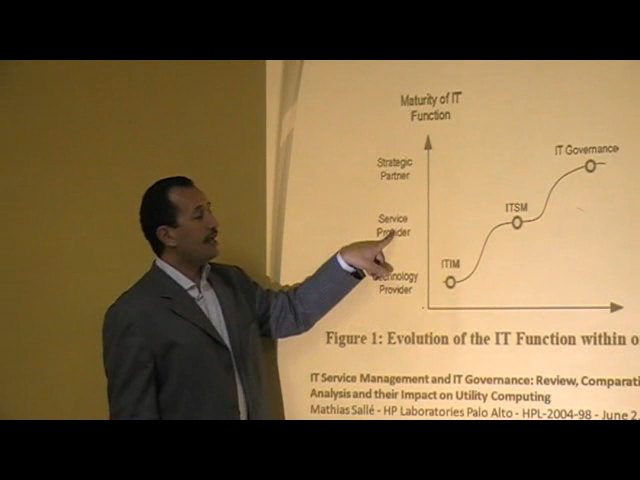 Maturity of IT
Function
IT Governance
Strategic
Partner
ITSM
Service
Provider
ITIM
Technology
Provider
Figure 1: Evolution of the IT Function within o
IT Service Management and IT Governance: Review, Comparati
Analysis and their Impact on Utility Computing
Mathias Sallé - HP Laboratories Palo Alto - HPL-2004-98 - June 2